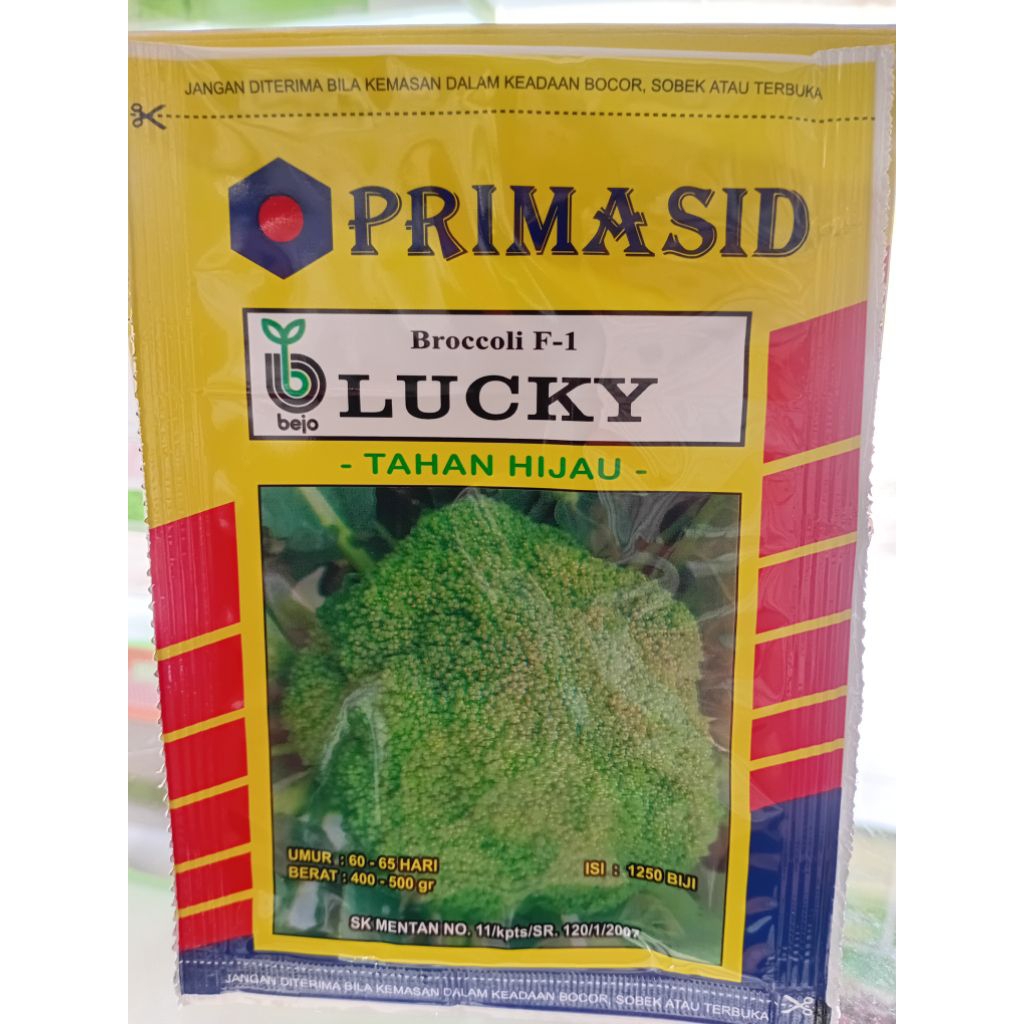 JANGAN DITERIMA BILA KEMASAN DALAM KEADAAN BOCOR, SOBEK ATAU TERBUKA
PRIMASID
Broccoli F-1
bejo
LUCKY
- TAHAN HIJAU -
UMUR : 60 - 65 HARI
BERAT : 400 - 500 gr
ISI : 1250 BIJI
SK MENTAN NO. 11/kpts/SR. 120/1/2007
JANGAN DITERIMA BILA KEMASAN DALAM KEADAAN BOCOR, SOBEK ATAU TERBUKA